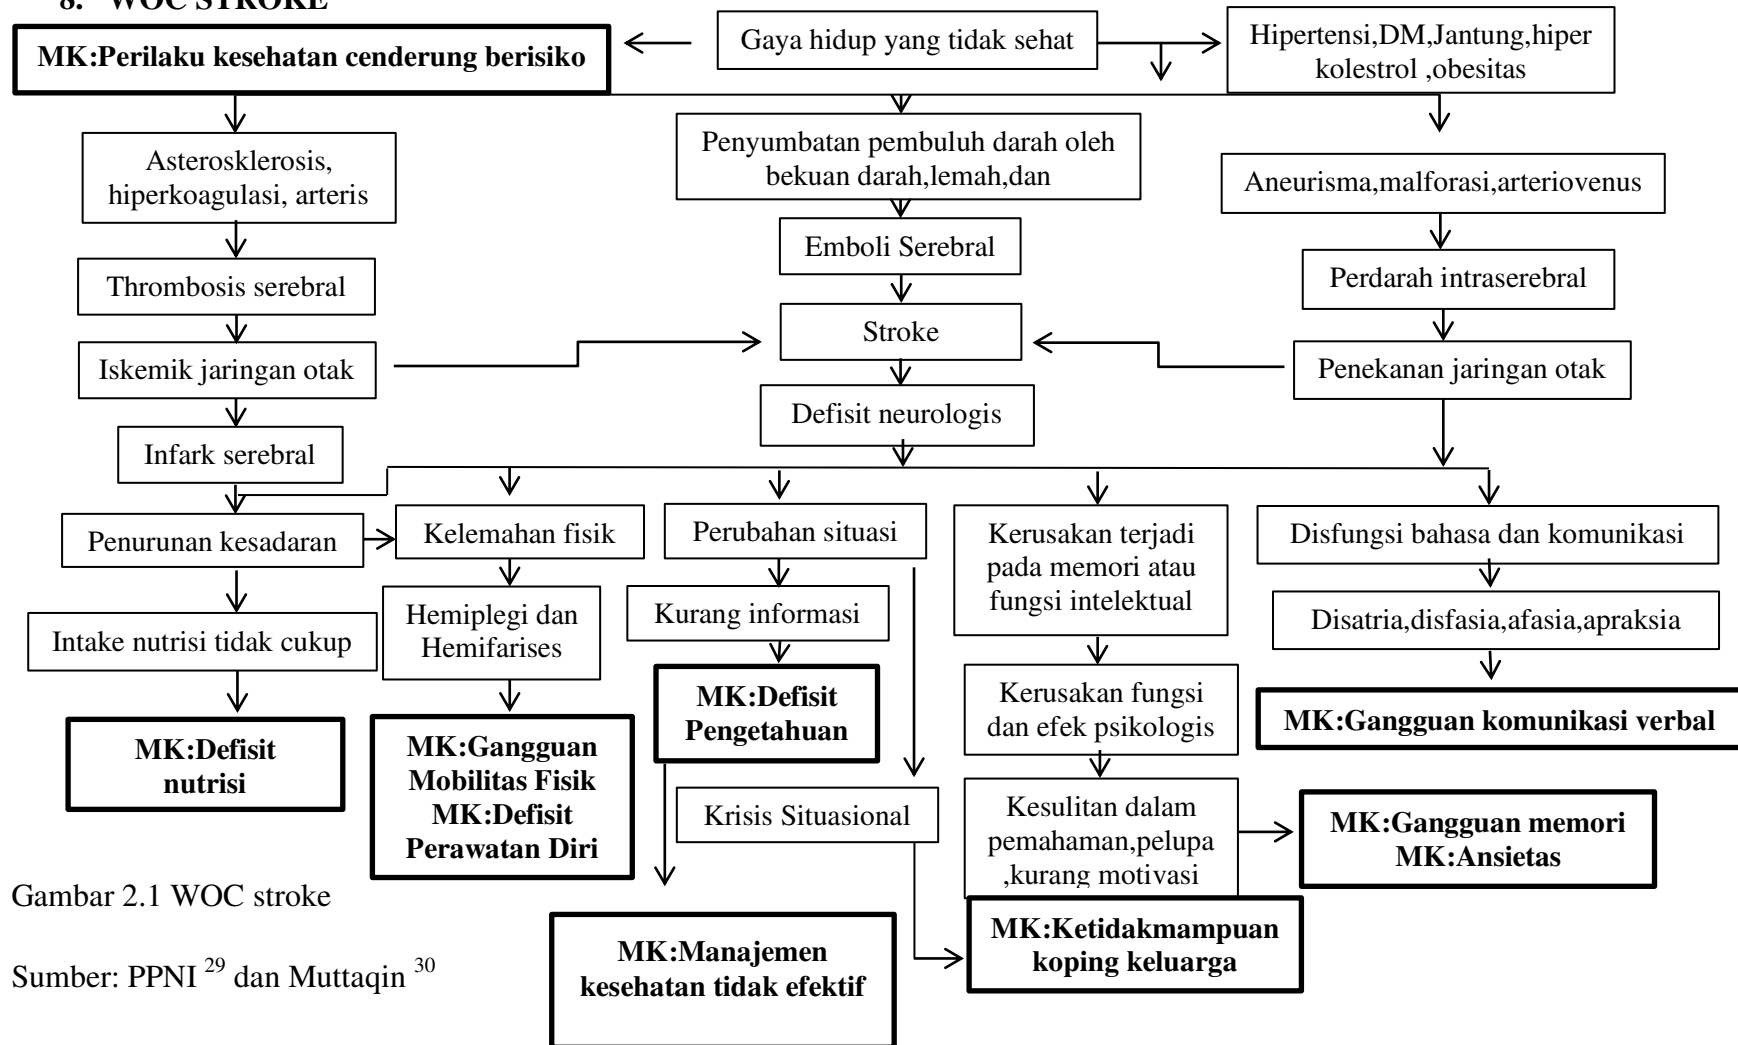 8. WOC STROKE
MK:Perilaku kesehatan cenderung berisiko
Gaya hidup yang tidak sehat
Hipertensi,DM,Jantung,hiper
kolestrol ,obesitas
Asterosklerosis,
hiperkoagulasi, arteris
Penyumbatan pembuluh darah oleh
bekuan darah,lemah,dan
Aneurisma,malforasi,arteriovenus
Thrombosis serebral
Emboli Serebral
Perdarah intraserebral
Iskemik jaringan otak
Stroke
Penekanan jaringan otak
Infark serebral
Defisit neurologis
Penurunan kesadaran
Kelemahan fisik
Perubahan situasi
Kerusakan terjadi
pada memori atau
fungsi intelektual
Disfungsi bahasa dan komunikasi
Intake nutrisi tidak cukup
Hemiplegi dan
Hemifarises
Kurang informasi
Disatria,disfasia,afasia,apraksia
MK:Defisit
nutrisi
MK:Gangguan
Mobilitas Fisik
MK:Defisit
Perawatan Diri
MK:Defisit
Pengetahuan
Kerusakan fungsi
dan efek psikologis
MK:Gangguan komunikasi verbal
Krisis Situasional
Kesulitan dalam
pemahaman,pelupa
,kurang motivasi
MK:Gangguan memori
MK:Ansietas
MK:Manajemen
kesehatan tidak efektif
MK:Ketidakmampuan
koping keluarga
Gambar 2.1 WOC stroke
Sumber: PPNI 29 dan Muttaqin 30